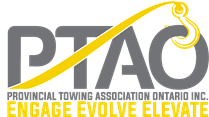 PTAO
PROVINCIAL TOWING ASSOCIATION ONTARIO INC.
ENGAGE EVOLVE ELEVATE